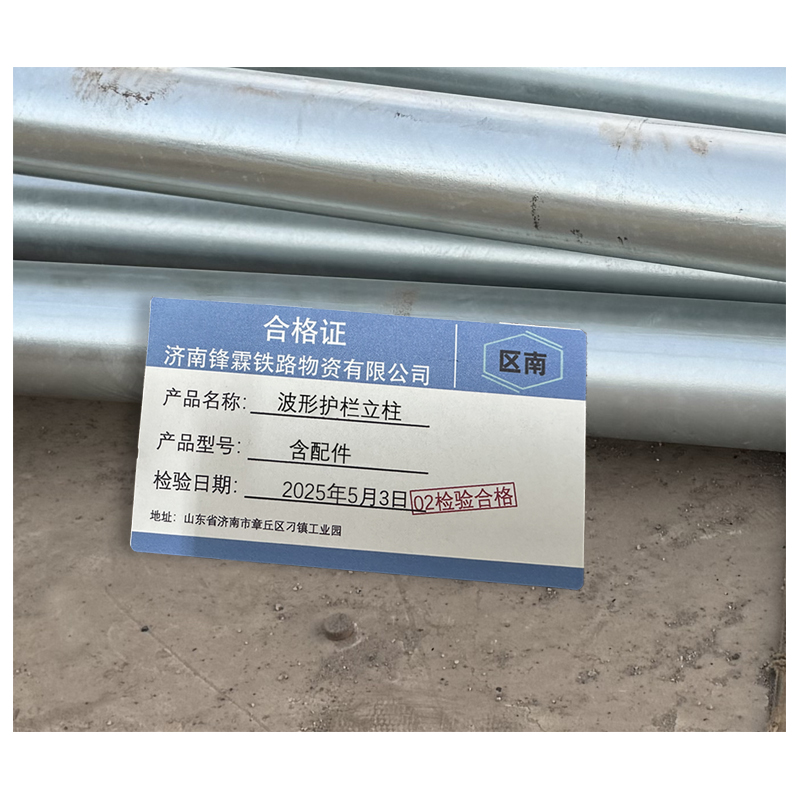 合格证
济南锋霖铁路物资有限公司
区南
产品名称: 波形护栏立柱
产品型号: 含配件
检验日期: 2025年5月3日 02检验合格
地址: 山东省济南市章丘区刁镇工业园